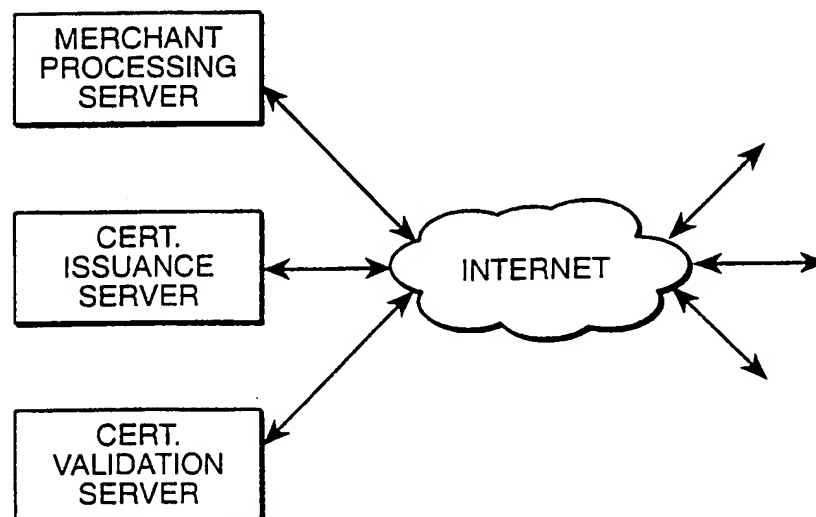 MERCHANT
PROCESSING
SERVER
CERT.
ISSUANCE
SERVER
INTERNET
CERT.
VALIDATION
SERVER